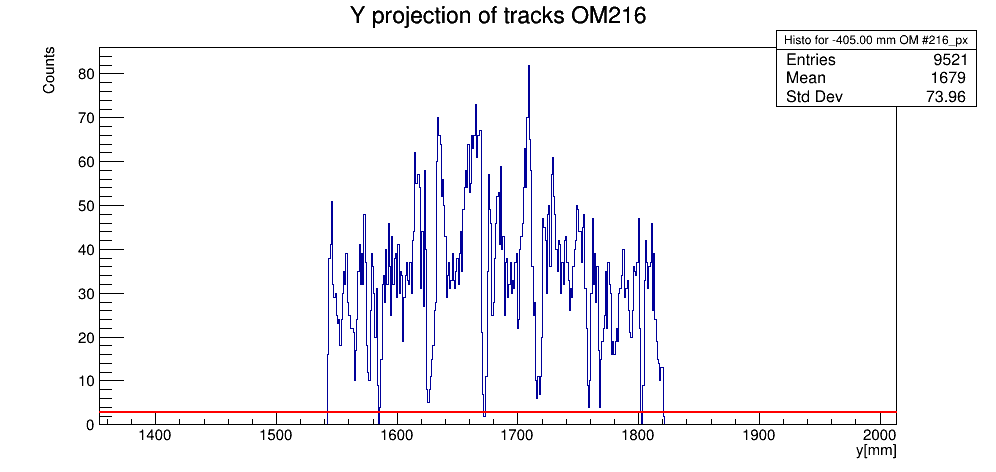 Y projection of tracks OM216
Histo for -405.00 mm OM #216_px
Entries 9521
Mean 1679
Std Dev 73.96
Counts
80
70
60
50
40
30
20
10
0
1400 1500 1600 1700 1800 1900 2000
y[mm]